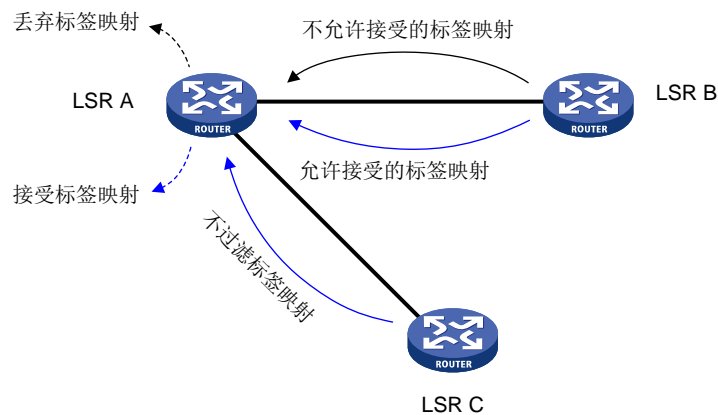 丢弃标签映射
不允许接受的标签映射
LSR A
ROUTER
ROUTER
LSR B
允许接受的标签映射
接受标签映射
不过滤标签映射
ROUTER
LSR C